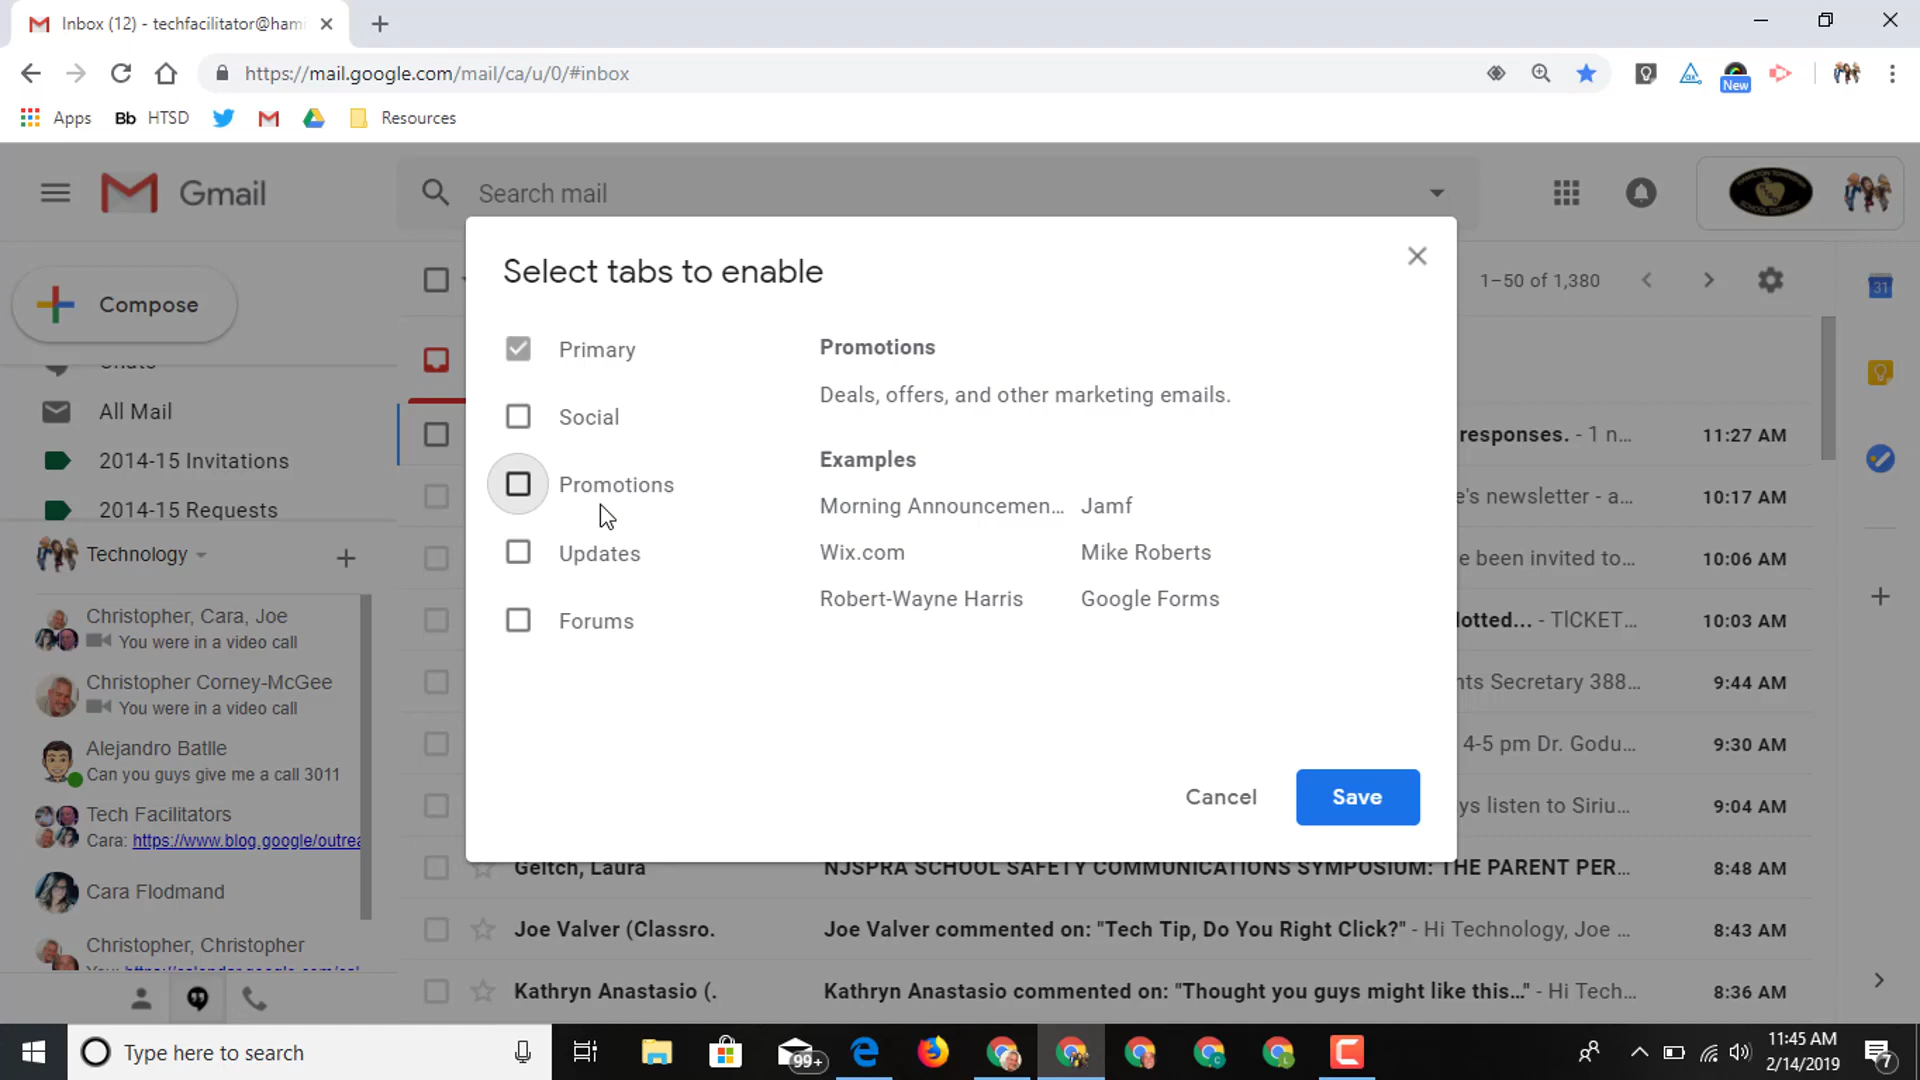 Inbox (12) - techfacilitator@ham
https://mail.google.com/mail/ca/u/0/#inbox
New
Apps Bb HTSD Resources
Gmail
Search mail
HAMILTON TOWNSHIP
SCHOOL DISTRICT
Compose
1–50 of 1,380
31
Select tabs to enable
Primary
Social
Promotions
Updates
Forums
Promotions
Deals, offers, and other marketing emails.
Examples
Morning Announcemen... Jamf
Wix.com Mike Roberts
Robert-Wayne Harris Google Forms
Cancel Save
Chats
All Mail
2014-15 Invitations
2014-15 Requests
Technology
Christopher, Cara, Joe
You were in a video call
Christopher Corney-McGee
You were in a video call
Alejandro Batlle
Can you guys give me a call 3011
Tech Facilitators
Cara: https://www.blog.google/outrea
Cara Flodmand
Christopher, Christopher
responses. - 1 n... 11:27 AM
e's newsletter - a... 10:17 AM
e been invited to... 10:06 AM
lotted... - TICKET... 10:03 AM
nts Secretary 388... 9:44 AM
4-5 pm Dr. Godu... 9:30 AM
ys listen to Siriu... 9:04 AM
Geltch, Laura NJSPRA SCHOOL SAFETY COMMUNICATIONS SYMPOSIUM: THE PARENT PER... 8:48 AM
Joe Valver (Classro. Joe Valver commented on: "Tech Tip, Do You Right Click?" - Hi Technology, Joe ... 8:43 AM
Kathryn Anastasio (. Kathryn Anastasio commented on: "Thought you guys might like this..." - Hi Tech... 8:36 AM
Type here to search
99+
11:45 AM
2/14/2019
7